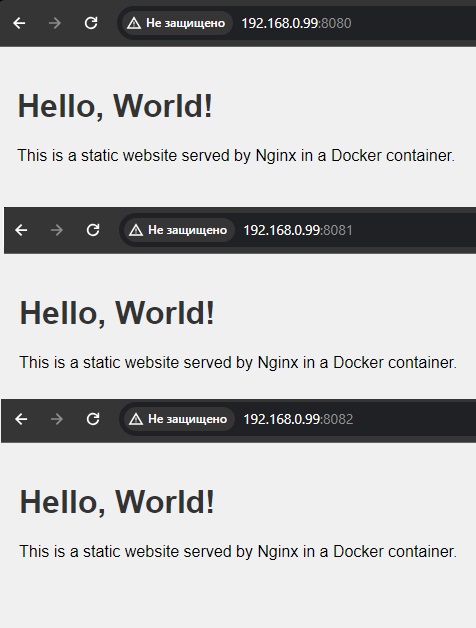 Не защищено 192.168.0.99:8080
Hello, World!
This is a static website served by Nginx in a Docker container.
Не защищено 192.168.0.99:8081
Hello, World!
This is a static website served by Nginx in a Docker container.
Не защищено 192.168.0.99:8082
Hello, World!
This is a static website served by Nginx in a Docker container.